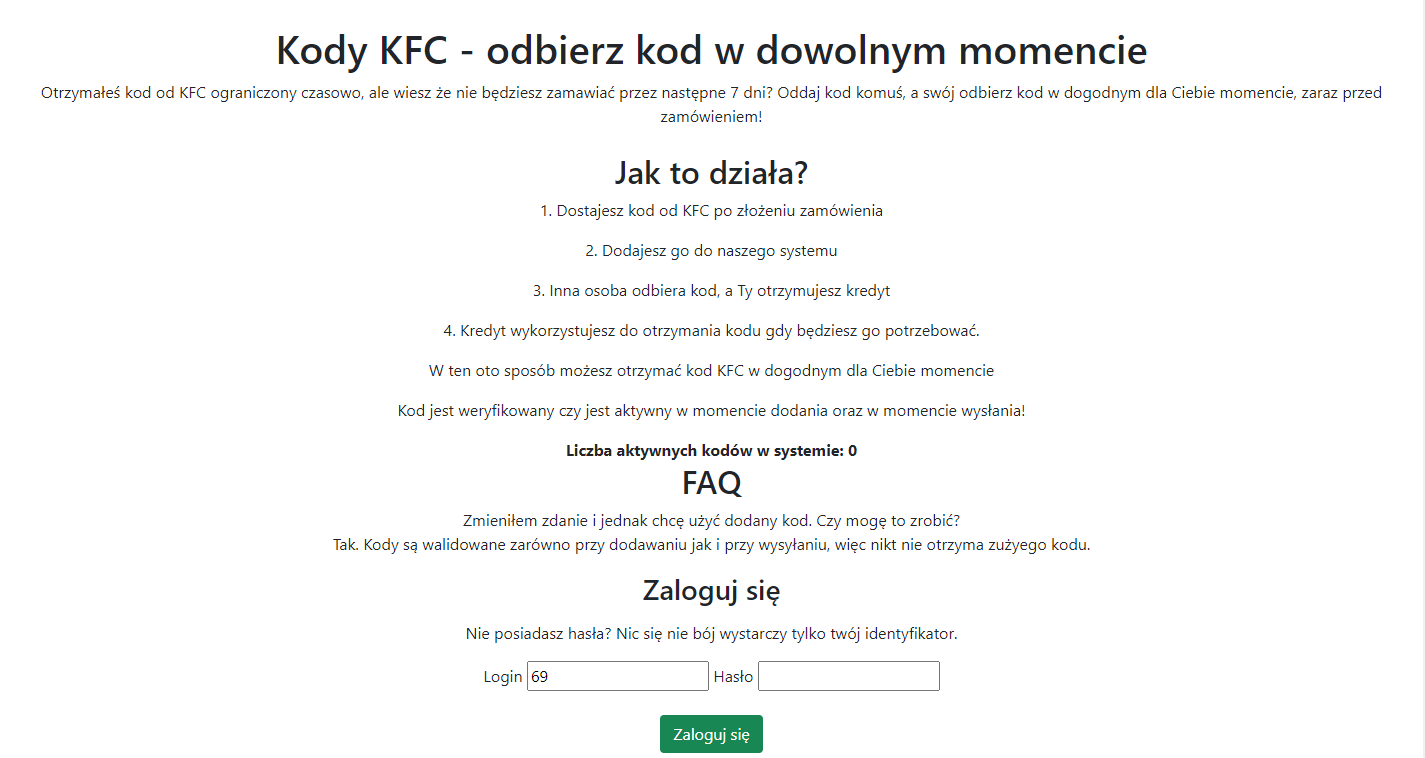 Kody KFC - odbierz kod w dowolnym momencie
Otrzymałeś kod od KFC ograniczony czasowo, ale wiesz że nie będziesz zamawiać przez następne 7 dni? Oddaj kod komuś, a swój odbierz kod w dogodnym dla Ciebie momencie, zaraz przed
zamówieniem!
Jak to działa?
1. Dostajesz kod od KFC po złożeniu zamówienia
2. Dodajesz go do naszego systemu
3. Inna osoba odbiera kod, a Ty otrzymujesz kredyt
4. Kredyt wykorzystujesz do otrzymania kodu gdy będziesz go potrzebować.
W ten oto sposób możesz otrzymać kod KFC w dogodnym dla Ciebie momencie
Kod jest weryfikowany czy jest aktywny w momencie dodania oraz w momencie wysłania!
Liczba aktywnych kodów w systemie: 0
FAQ
Zmieniłem zdanie i jednak chcę użyć dodany kod. Czy mogę to zrobić?
Tak. Kody są walidowane zarówno przy dodawaniu jak i przy wysyłaniu, więc nikt nie otrzyma zużyego kodu.
Zaloguj się
Nie posiadasz hasła? Nic się nie bój wystarczy tylko twój identyfikator.
Login 69 Hasło
Zaloguj się